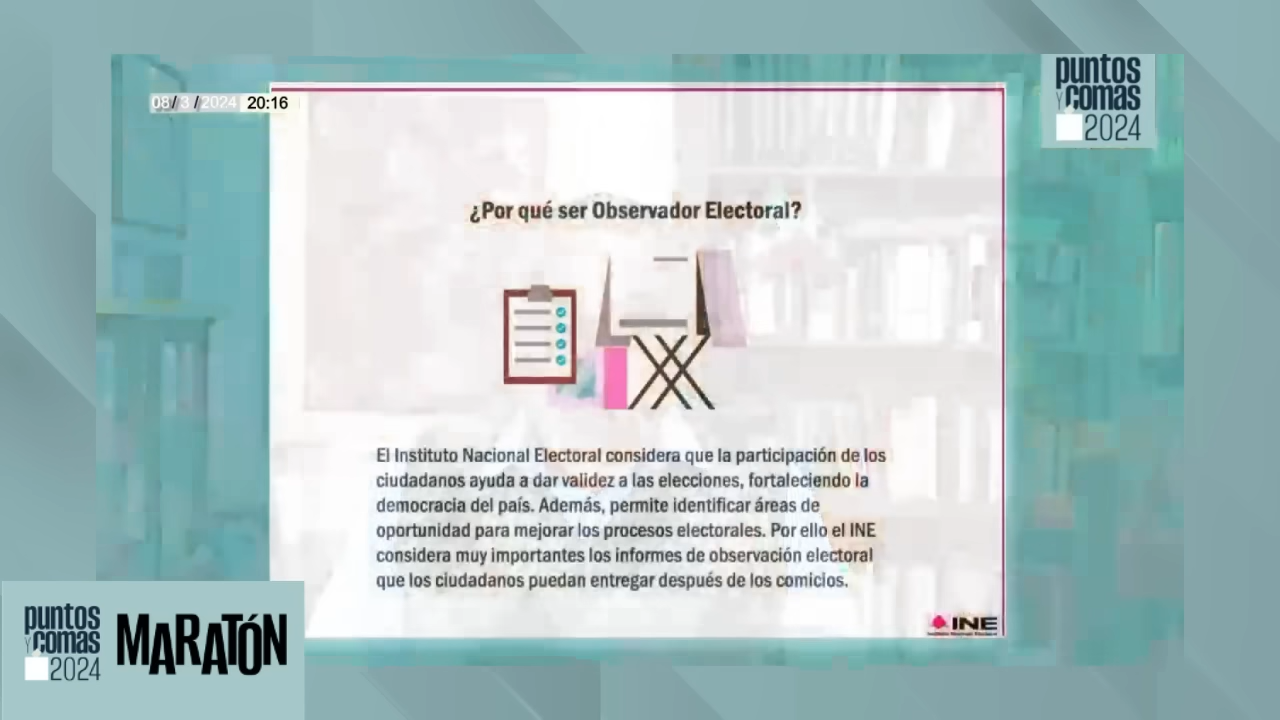 08/ 3 / 2024 20:16
puntos
y comas
2024
¿Por qué ser Observador Electoral?
El Instituto Nacional Electoral considera que la participación de los
ciudadanos ayuda a dar validez a las elecciones, fortaleciendo la
democracia del país. Además, permite identificar áreas de
oportunidad para mejorar los procesos electorales. Por ello el INE
considera muy importantes los informes de observación electoral
que los ciudadanos puedan entregar después de los comicios.
INE
Instituto Nacional Electoral
puntos
y comas
2024
MARATÓN